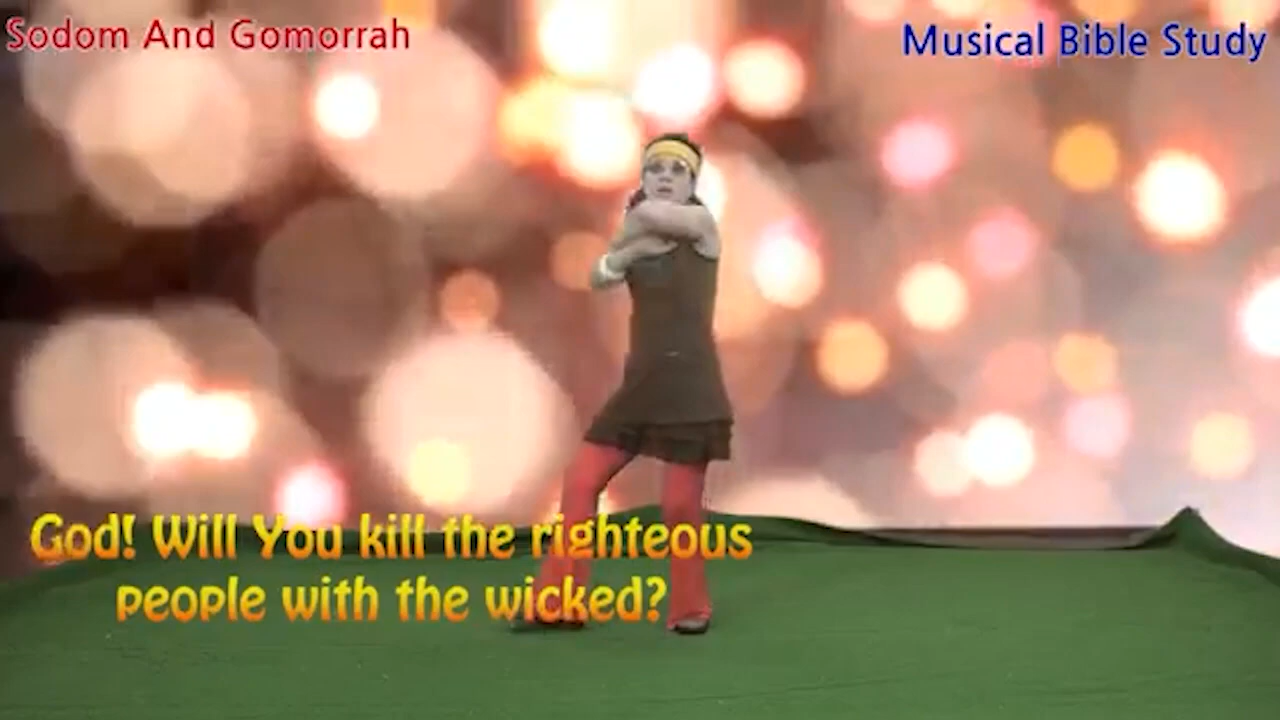 Sodom And Gomorrah
Musical Bible Study
God! Will You kill the righteous
people with the wicked?